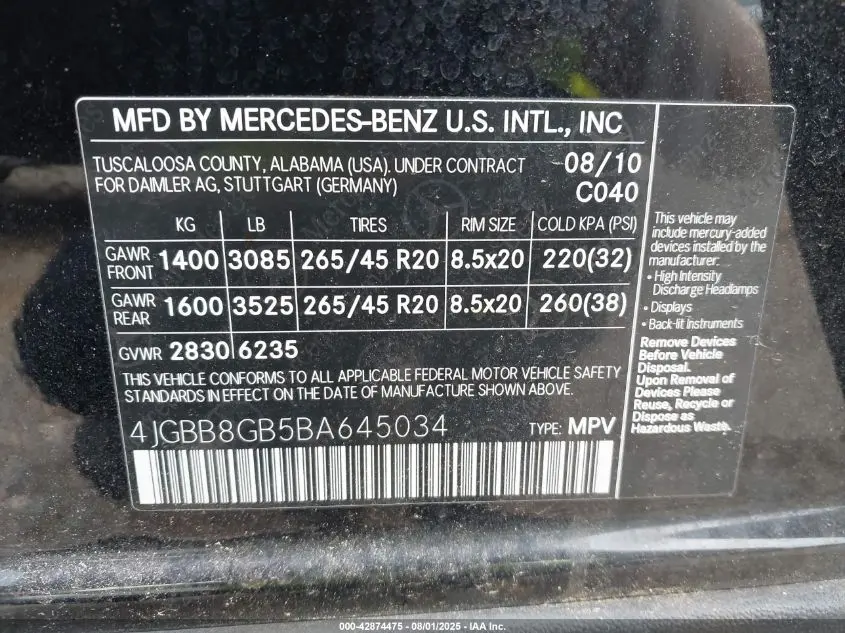 MFD BY MERCEDES-BENZ U.S. INTL., INC
TUSCALOOSA COUNTY, ALABAMA (USA). UNDER CONTRACT
FOR DAIMLER AG, STUTTGART (GERMANY)
08/10
C040
KG LB TIRES RIM SIZE COLD KPA (PSI)
GAWR FRONT 1400 3085 265/45 R20 8.5x20 220(32)
GAWR REAR 1600 3525 265/45 R20 8.5x20 260(38)
GVWR 2830 6235
THIS VEHICLE CONFORMS TO ALL APPLICABLE FEDERAL MOTOR VEHICLE SAFETY
STANDARDS IN EFFECT ON THE DATE OF MANUFACTURE SHOWN ABOVE.
4JGBB8GB5BA645034 TYPE: MPV
This vehicle may
include mercury-added
devices installed by the
manufacturer:
• High Intensity
Discharge Headlamps
• Displays
• Back-lit Instruments
Remove Devices
Before Vehicle
Disposal.
Upon Removal of
Devices Please
Reuse, Recycle or
Dispose as
Hazardous Waste.
000-42874475 - 08/01/2025 - IAA Inc.